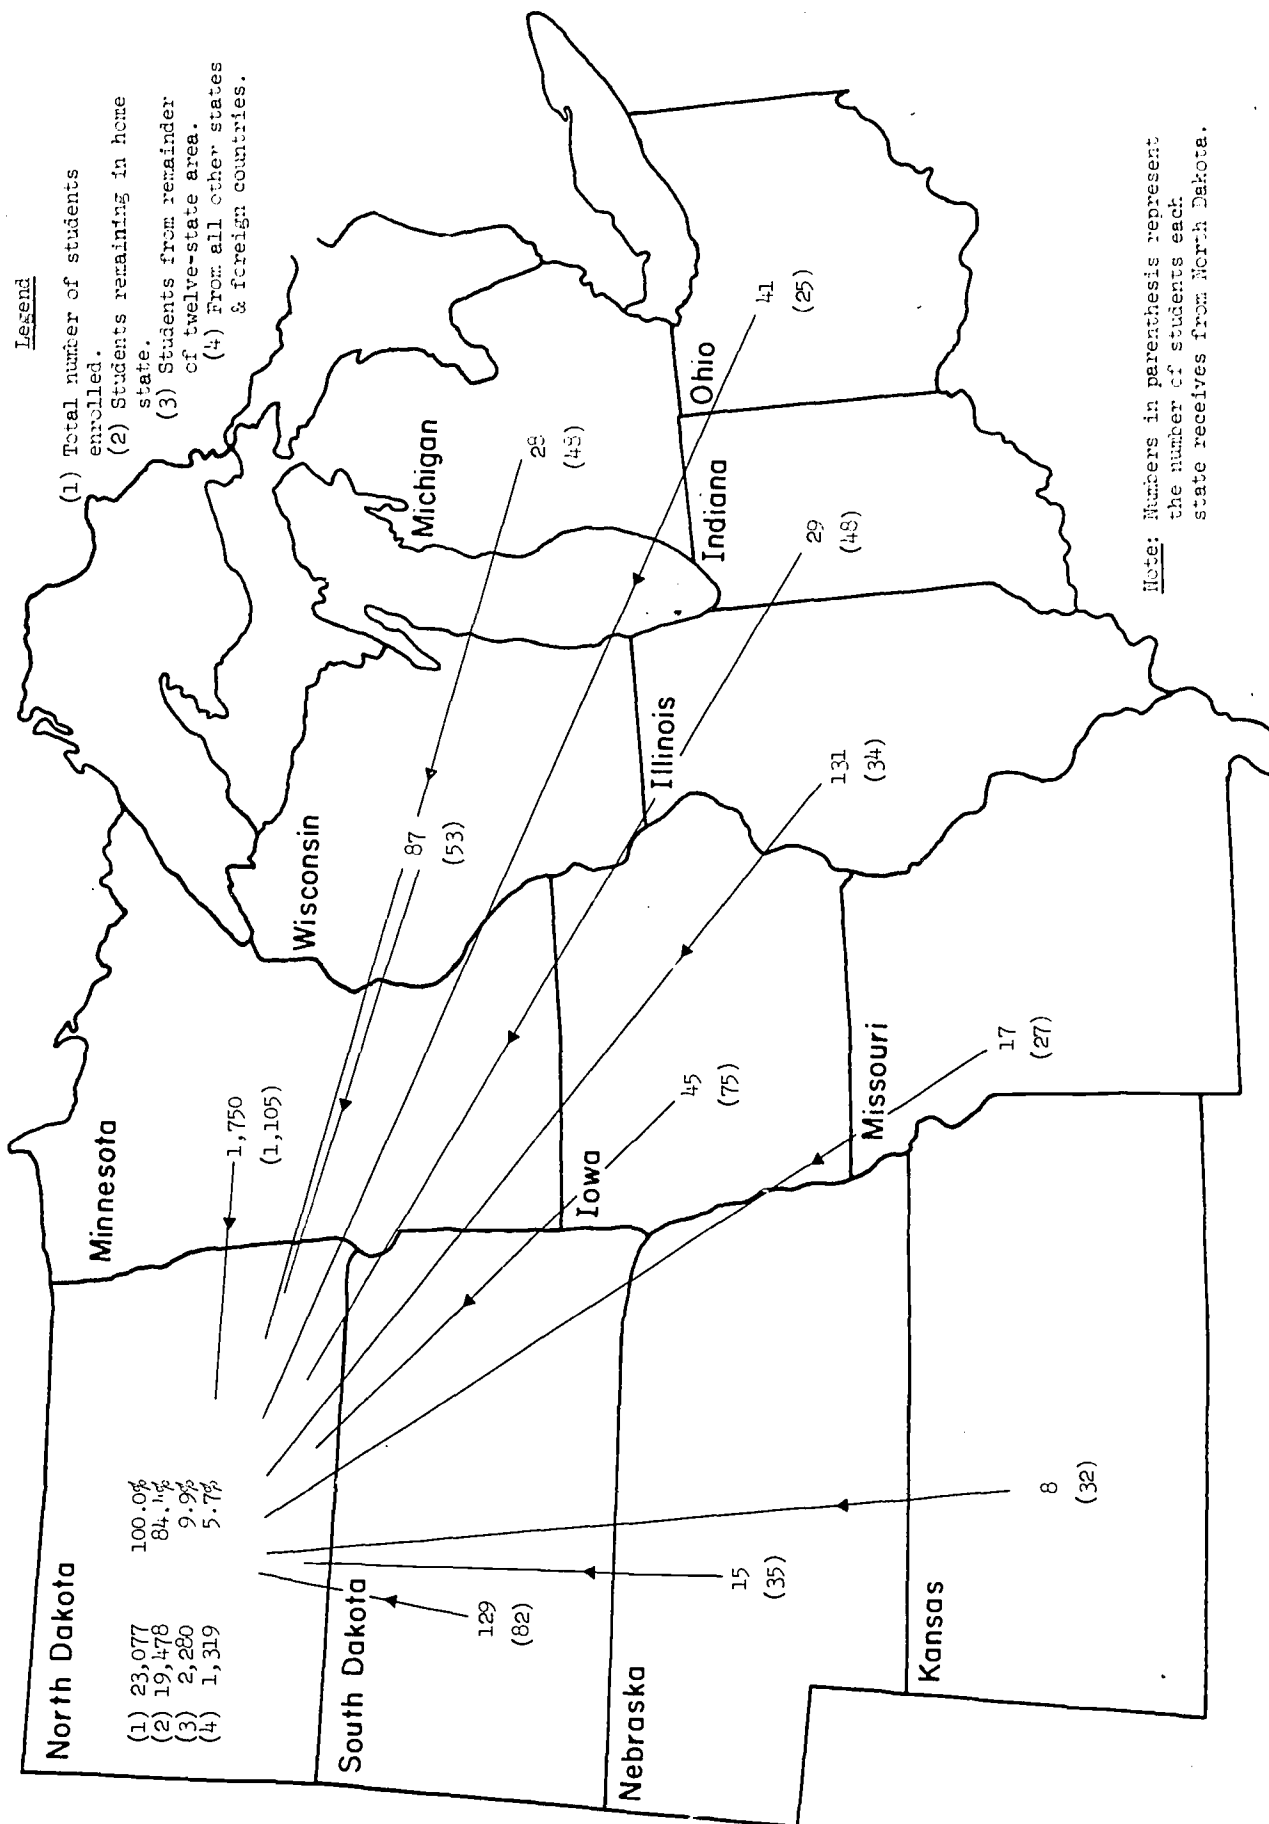 Legend
(1) Total number of students
enrolled.
(2) Students remaining in home
state.
(3) Students from remainder
of twelve-state area.
(4) From all other states
& foreign countries.
North Dakota
(1) 23,077 100.0%
(2) 19,478 84.4%
(3) 2,280 9.9%
(4) 1,319 5.7%
Minnesota
1,750
(1,105)
Wisconsin
87
(53)
Michigan
28
(48)
South Dakota
129
(82)
Iowa
45
(75)
Illinois
131
(34)
Indiana
29
(48)
Ohio
41
(25)
Nebraska
15
(35)
Kansas
8
(32)
Missouri
17
(27)
Note: Numbers in parenthesis represent
the number of students each
state receives from North Dakota.